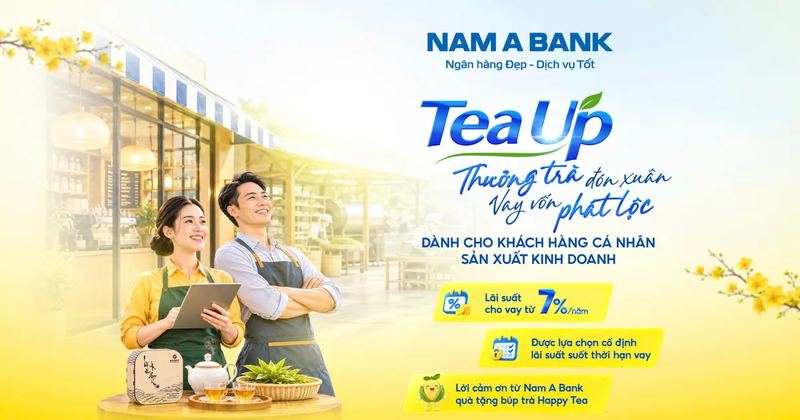 NAM A BANK
Ngân hàng Đẹp - Dịch vụ Tốt
Tea Up
Thưởng trà đón xuân
Vay vốn phát lộc
DÀNH CHO KHÁCH HÀNG CÁ NHÂN
SẢN XUẤT KINH DOANH
Lãi suất
cho vay từ 7%/năm
Được lựa chọn cố định
lãi suất suốt thời hạn vay
Lời cảm ơn từ Nam A Bank
quà tặng búp trà Happy Tea